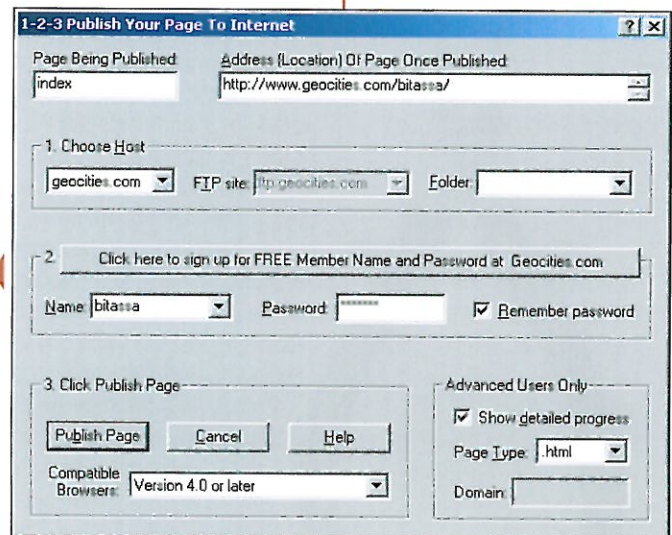 1-2-3 Publish Your Page To Internet
Page Being Published:
Address (Location) Of Page Once Published:
index
http://www.geocities.com/bitassa/
1. Choose Host
geocities.com
FTP site:
ftp.geocities.com
Folder:
2.
Click here to sign up for FREE Member Name and Password at Geocities.com
Name:
bitassa
Password:
*******
Remember password
3. Click Publish Page
Advanced Users Only
Show detailed progress
Publish Page
Cancel
Help
Page Type:
.html
Compatible
Browsers:
Version 4.0 or later
Domain: